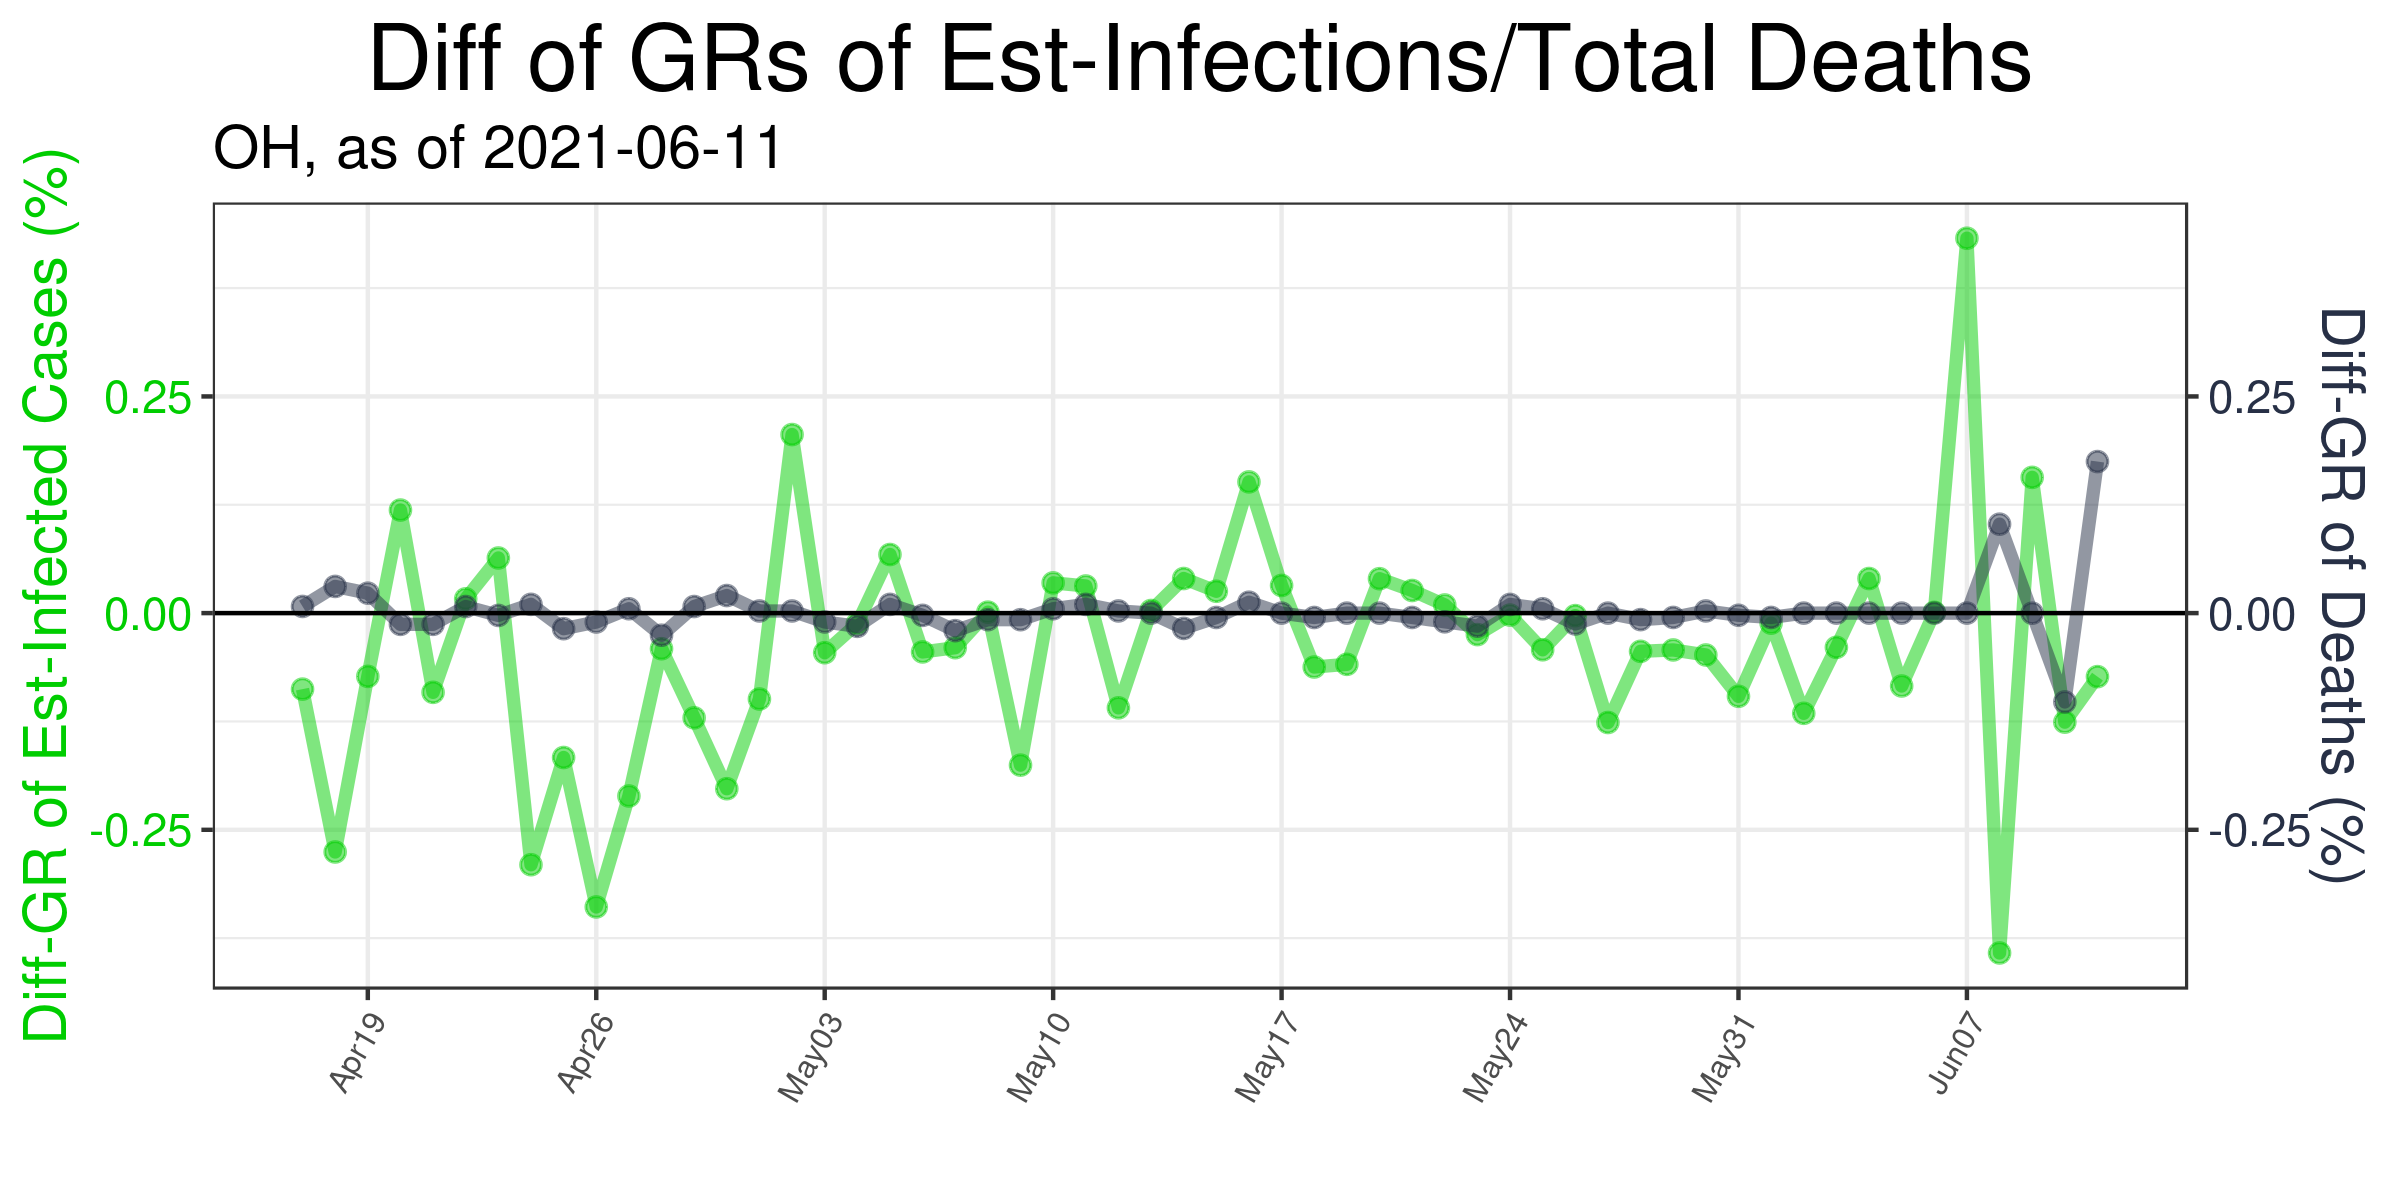 Diff of GRs of Est-Infections/Total Deaths
OH, as of 2021-06-11
Diff-GR of Est-Infected Cases (%)
0.25
0.00
-0.25
0.25
0.00
-0.25
Diff-GR of Deaths (%)
Apr19
Apr26
May03
May10
May17
May24
May31
Jun07